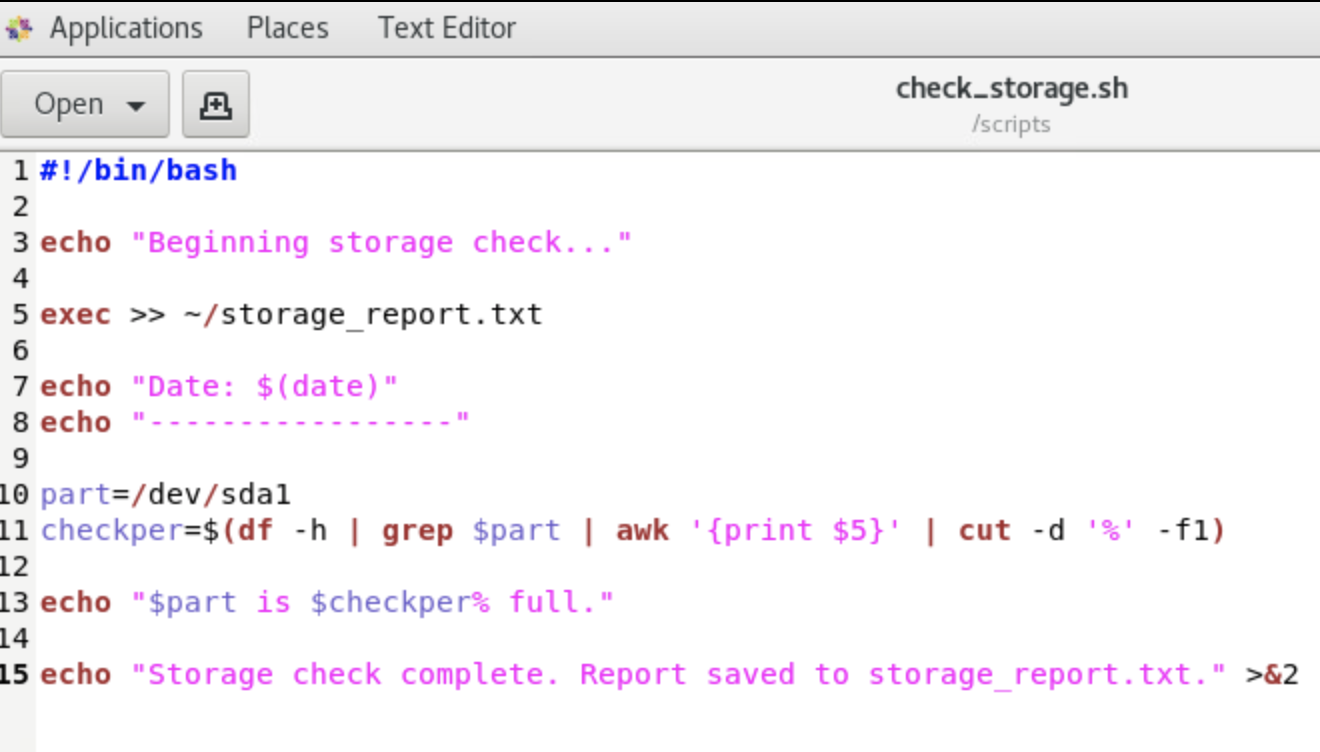 Applications Places Text Editor
Open
check_storage.sh
/scripts
1 #!/bin/bash
2
3 echo "Beginning storage check..."
4
5 exec >> ~/storage_report.txt
6
7 echo "Date: $(date)"
8 echo "-----------------"
9
10 part=/dev/sda1
11 checkper=$(df -h | grep $part | awk '{print $5}' | cut -d '%' -f1)
12
13 echo "$part is $checkper% full."
14
15 echo "Storage check complete. Report saved to storage_report.txt." >&2